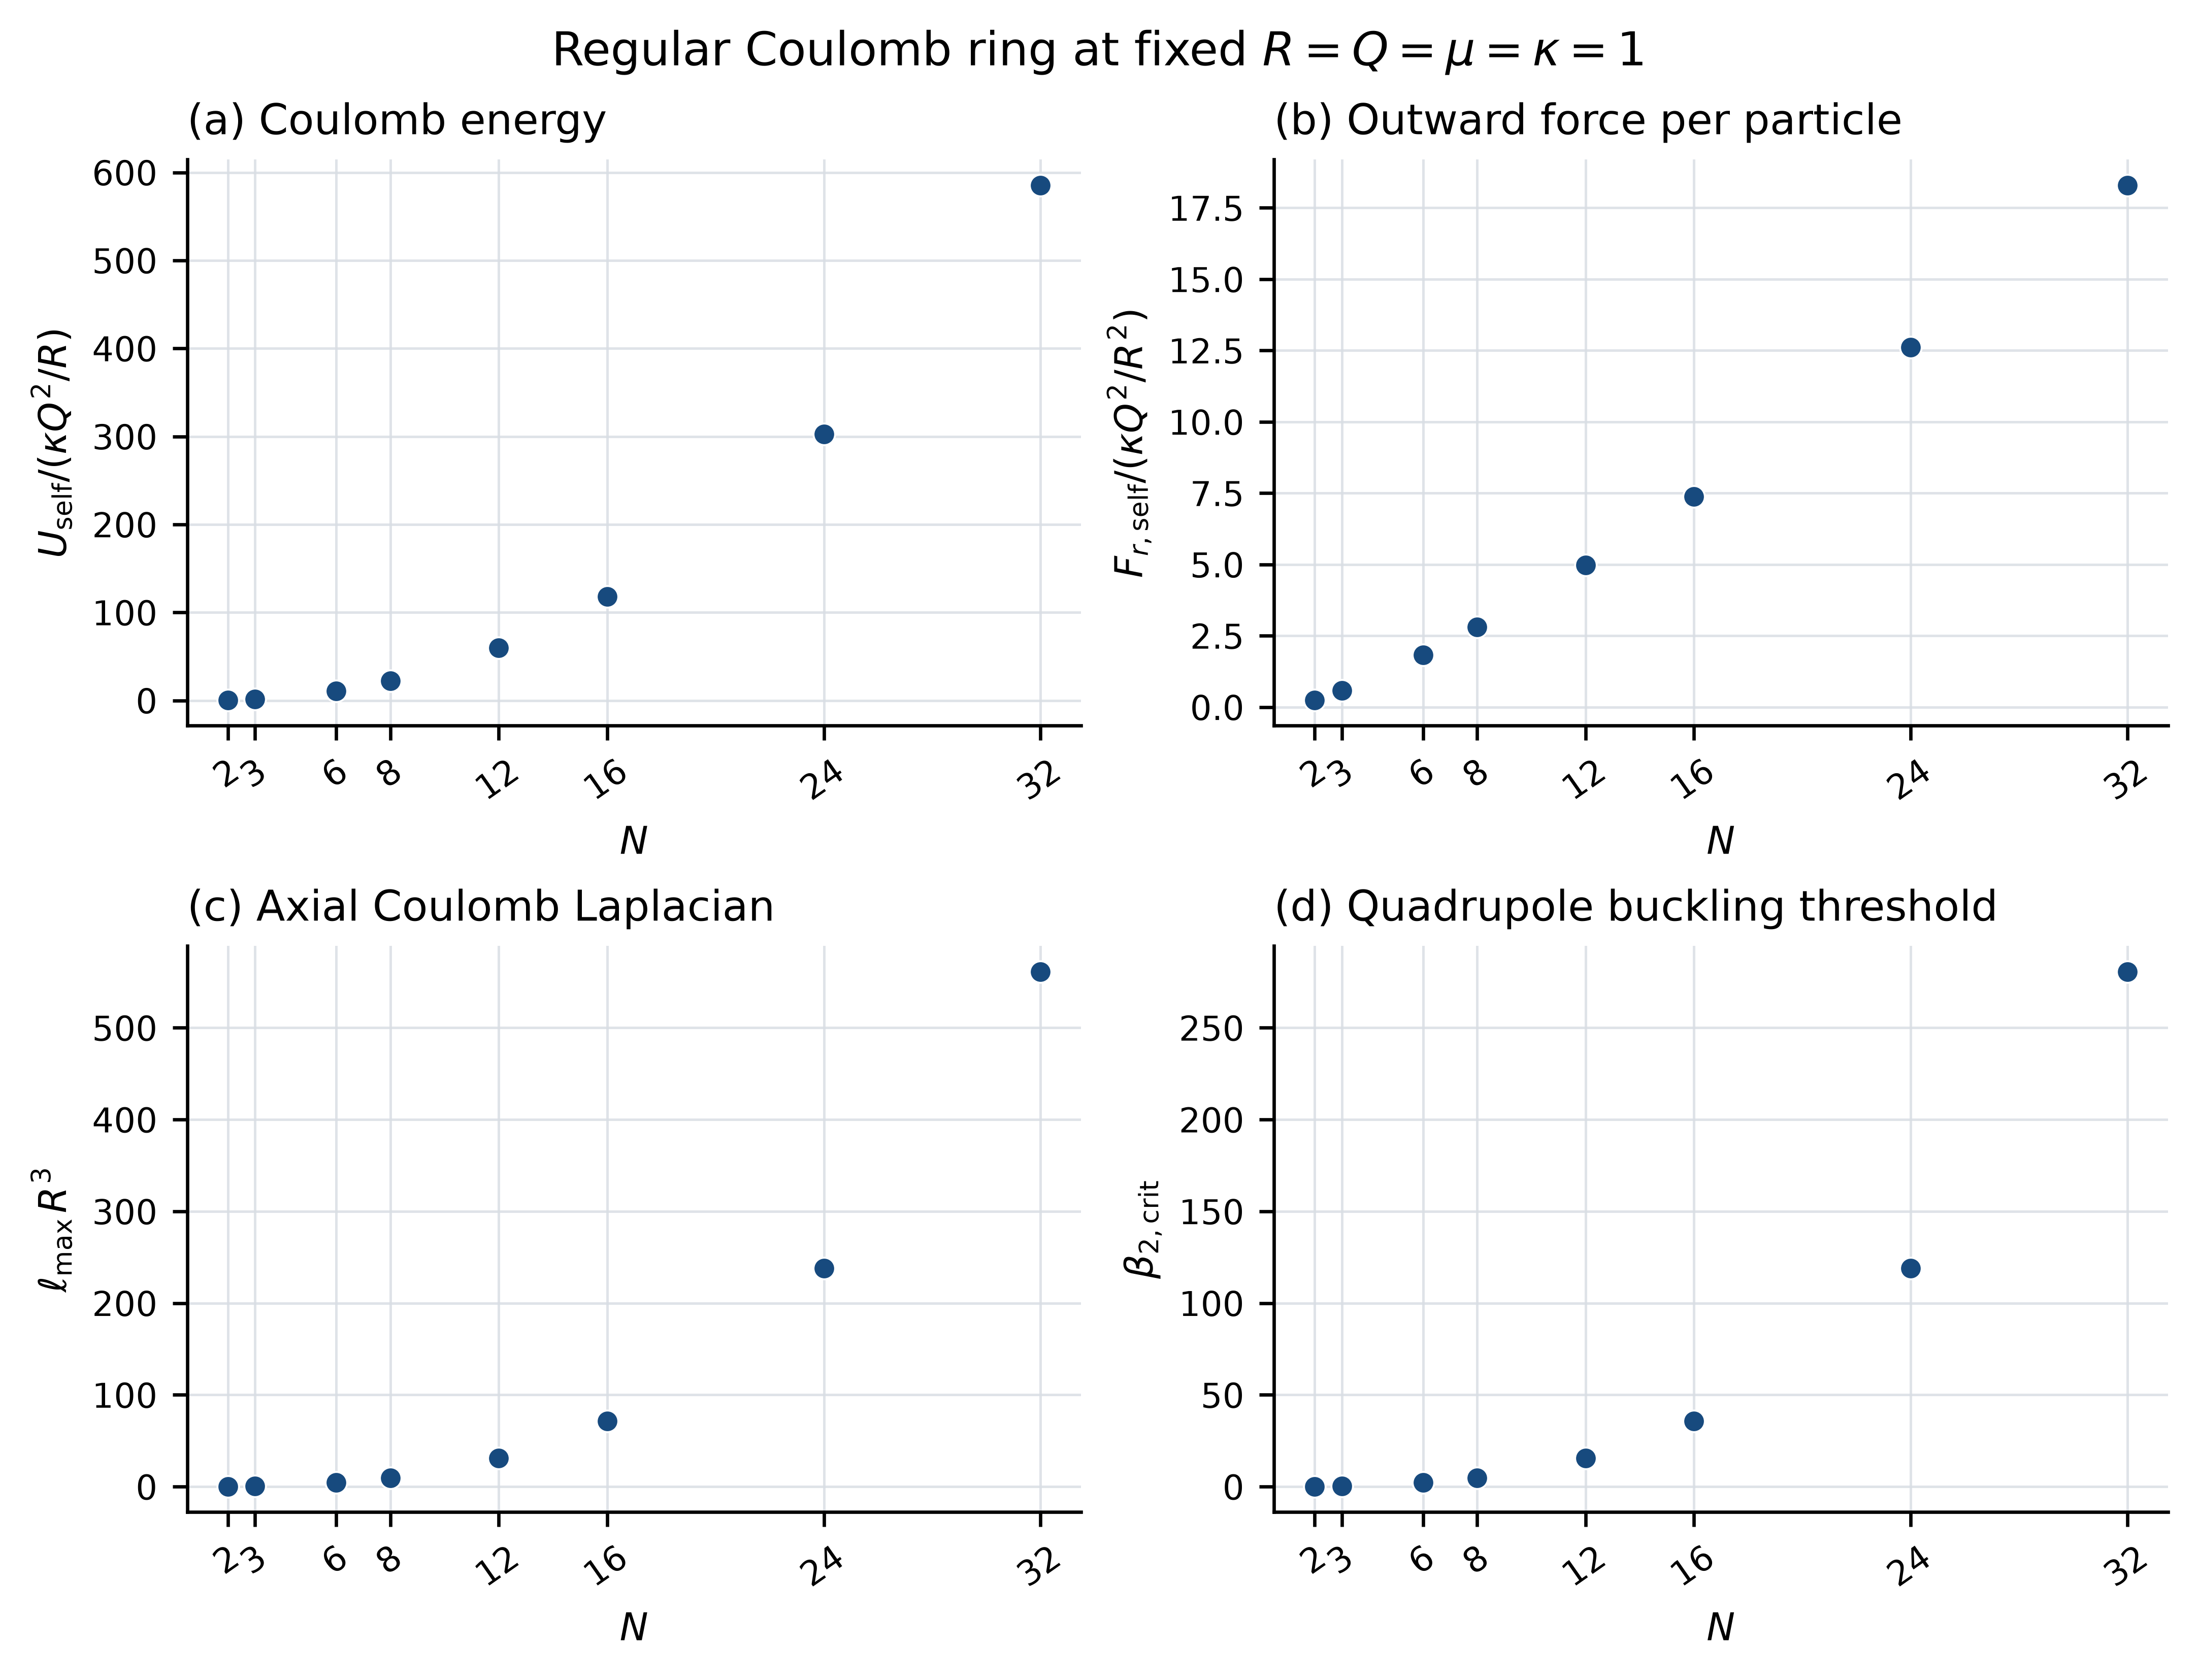 Regular Coulomb ring at fixed R = Q = μ = κ = 1
(a) Coulomb energy
U_self/(κQ²/R)
600
500
400
300
200
100
0
2 3 6 8 12 16 24 32
N
(b) Outward force per particle
F_r,self/(κQ²/R²)
17.5
15.0
12.5
10.0
7.5
5.0
2.5
0.0
2 3 6 8 12 16 24 32
N
(c) Axial Coulomb Laplacian
ℓ_max R³
500
400
300
200
100
0
2 3 6 8 12 16 24 32
N
(d) Quadrupole buckling threshold
β_2,crit
250
200
150
100
50
0
2 3 6 8 12 16 24 32
N